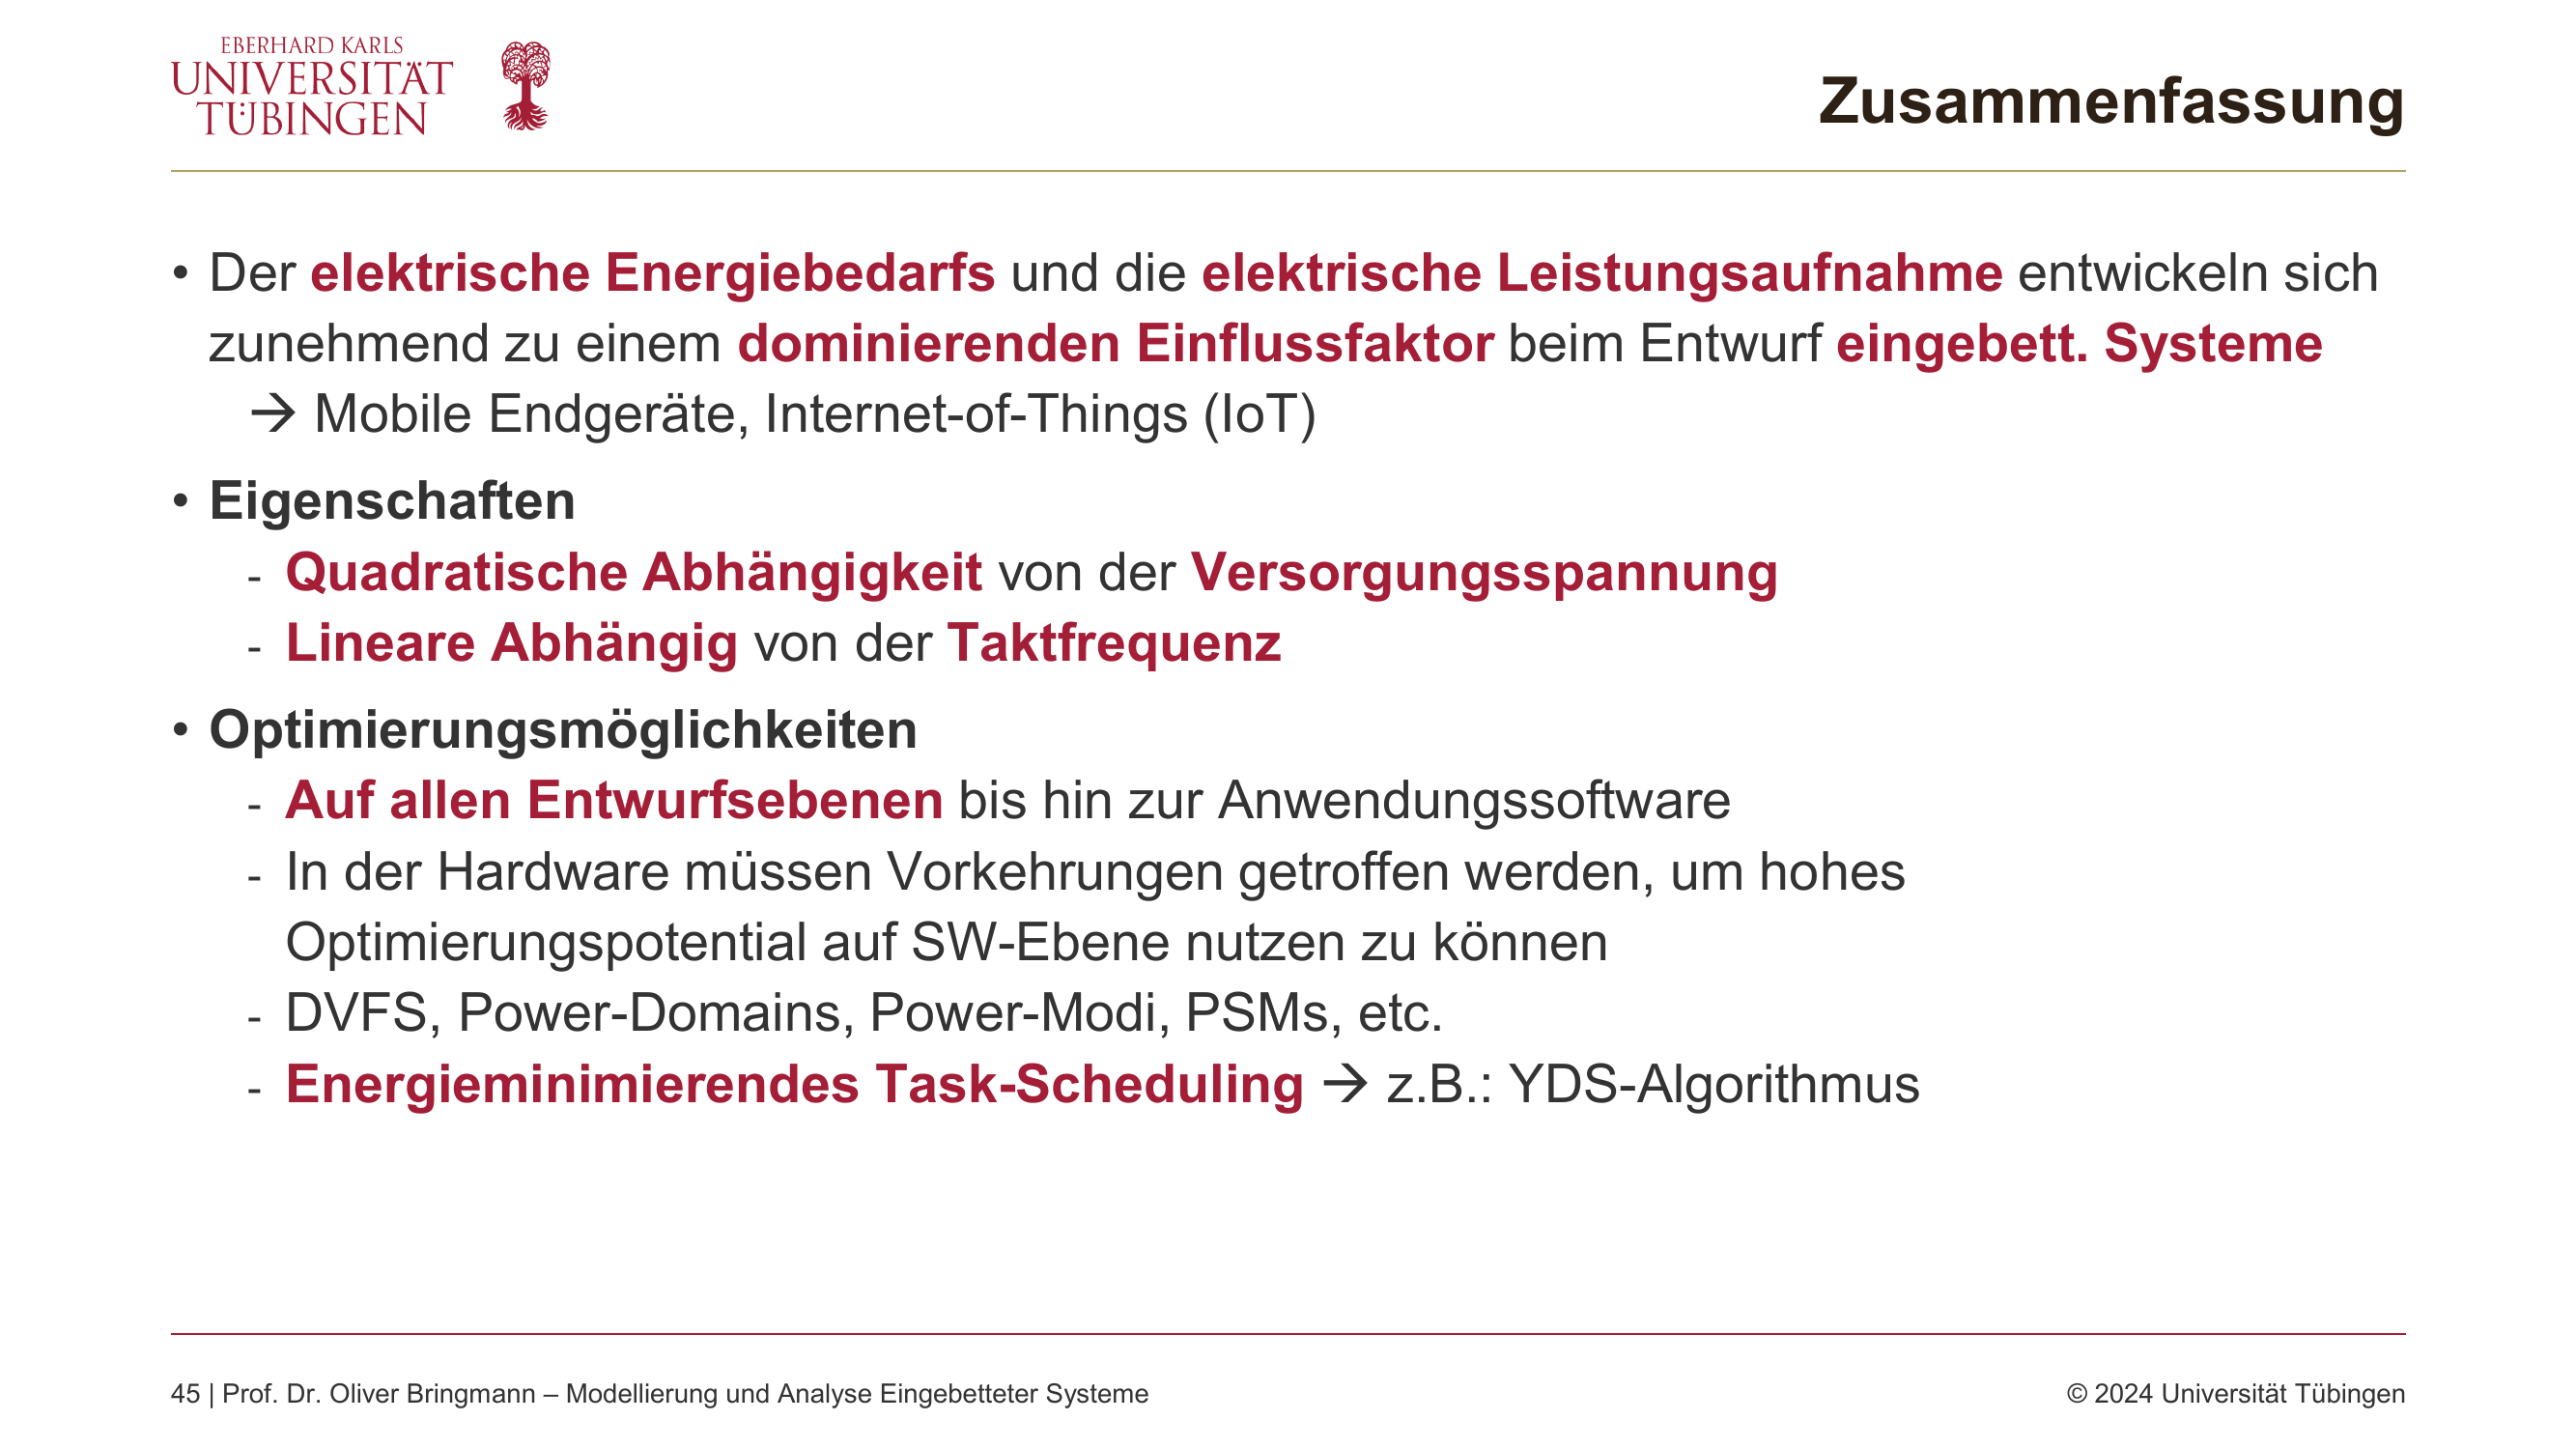 EBERHARD KARLS
UNIVERSITÄT
TÜBINGEN
Zusammenfassung
• Der elektrische Energiebedarfs und die elektrische Leistungsaufnahme entwickeln sich
zunehmend zu einem dominierenden Einflussfaktor beim Entwurf eingebett. Systeme
→ Mobile Endgeräte, Internet-of-Things (IoT)
• Eigenschaften
- Quadratische Abhängigkeit von der Versorgungsspannung
- Lineare Abhängig von der Taktfrequenz
• Optimierungsmöglichkeiten
- Auf allen Entwurfsebenen bis hin zur Anwendungssoftware
- In der Hardware müssen Vorkehrungen getroffen werden, um hohes
Optimierungspotential auf SW-Ebene nutzen zu können
- DVFS, Power-Domains, Power-Modi, PSMs, etc.
- Energieminimierendes Task-Scheduling → z.B.: YDS-Algorithmus
45 | Prof. Dr. Oliver Bringmann – Modellierung und Analyse Eingebetteter Systeme
© 2024 Universität Tübingen